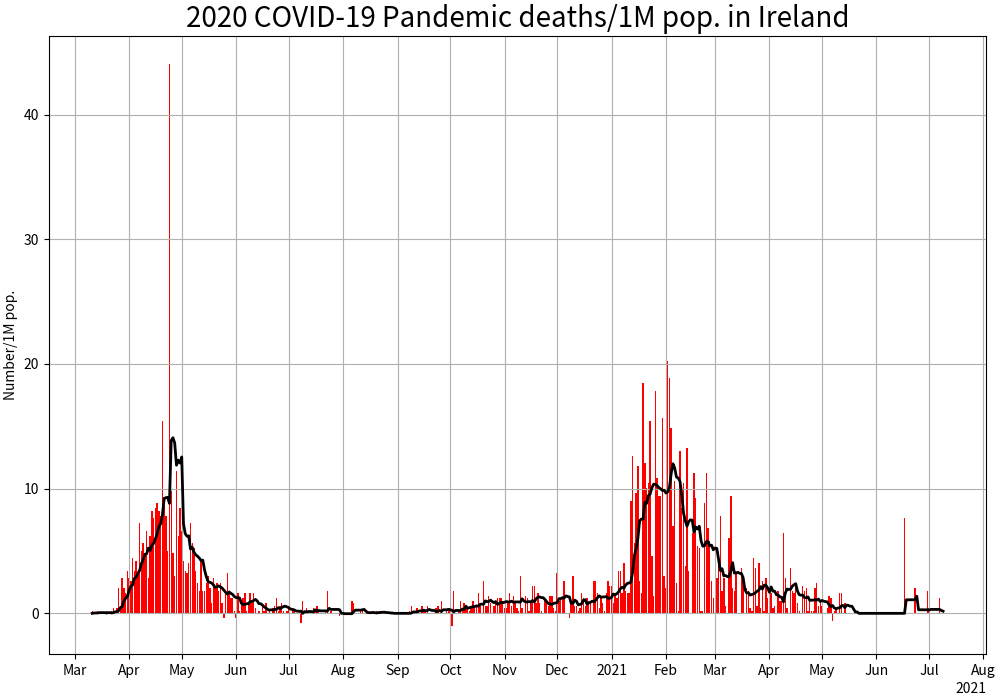 2020 COVID-19 Pandemic deaths/1M pop. in Ireland
Number/1M pop.
40
30
20
10
0
Mar Apr May Jun Jul Aug Sep Oct Nov Dec 2021 Feb Mar Apr May Jun Jul Aug
2021